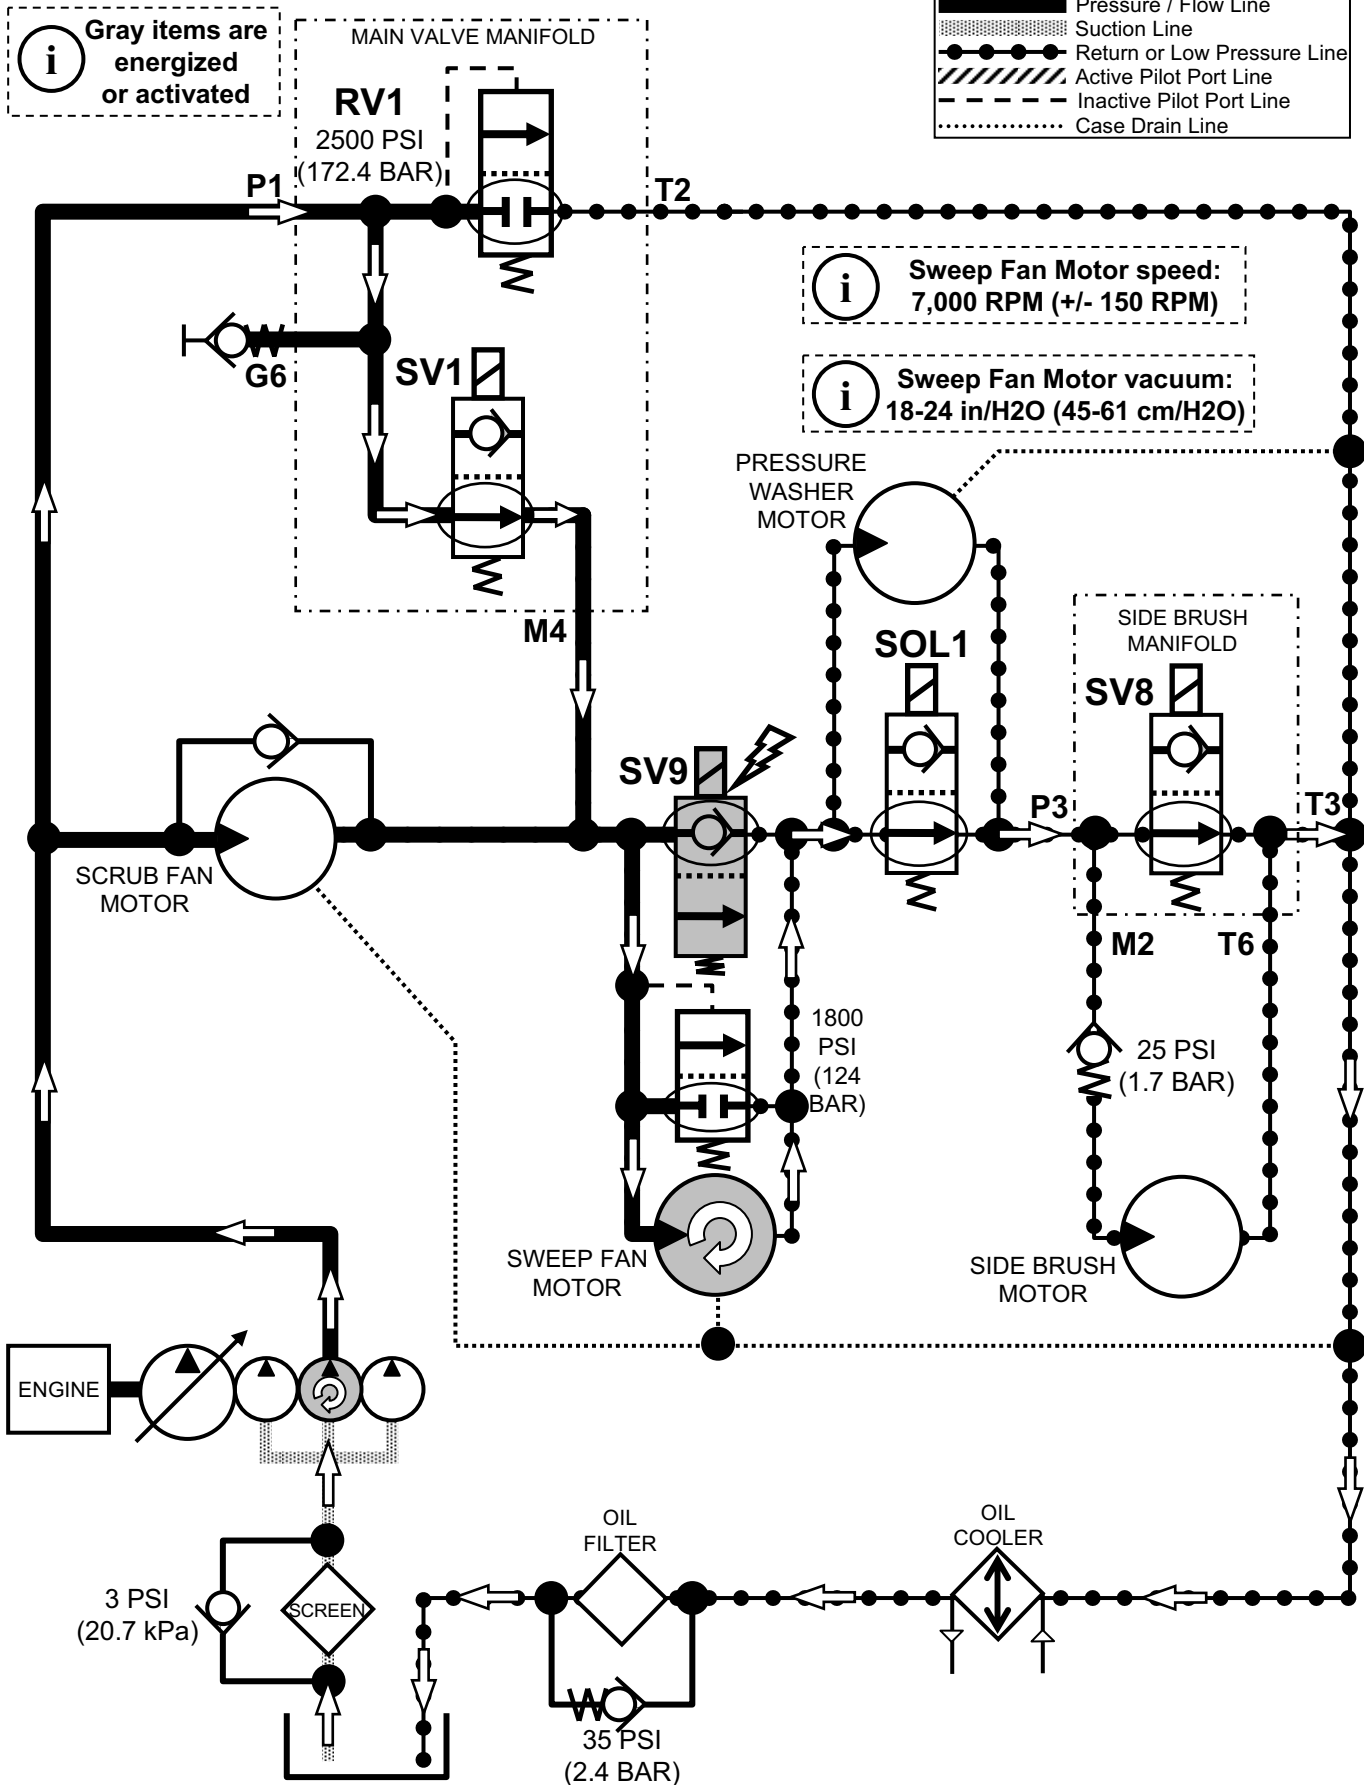 Gray items are
energized
or activated
i
MAIN VALVE MANIFOLD
Pressure / Flow Line
Suction Line
Return or Low Pressure Line
Active Pilot Port Line
Inactive Pilot Port Line
Case Drain Line
RV1
2500 PSI
(172.4 BAR)
P1
T2
i
Sweep Fan Motor speed:
7,000 RPM (+/- 150 RPM)
G6
SV1
i
Sweep Fan Motor vacuum:
18-24 in/H2O (45-61 cm/H2O)
PRESSURE
WASHER
MOTOR
M4
SOL1
SIDE BRUSH
MANIFOLD
SV8
SV9
P3
T3
SCRUB FAN
MOTOR
M2
T6
1800
PSI
(124
BAR)
25 PSI
(1.7 BAR)
SWEEP FAN
MOTOR
SIDE BRUSH
MOTOR
ENGINE
OIL
FILTER
OIL
COOLER
3 PSI
(20.7 kPa)
SCREEN
35 PSI
(2.4 BAR)